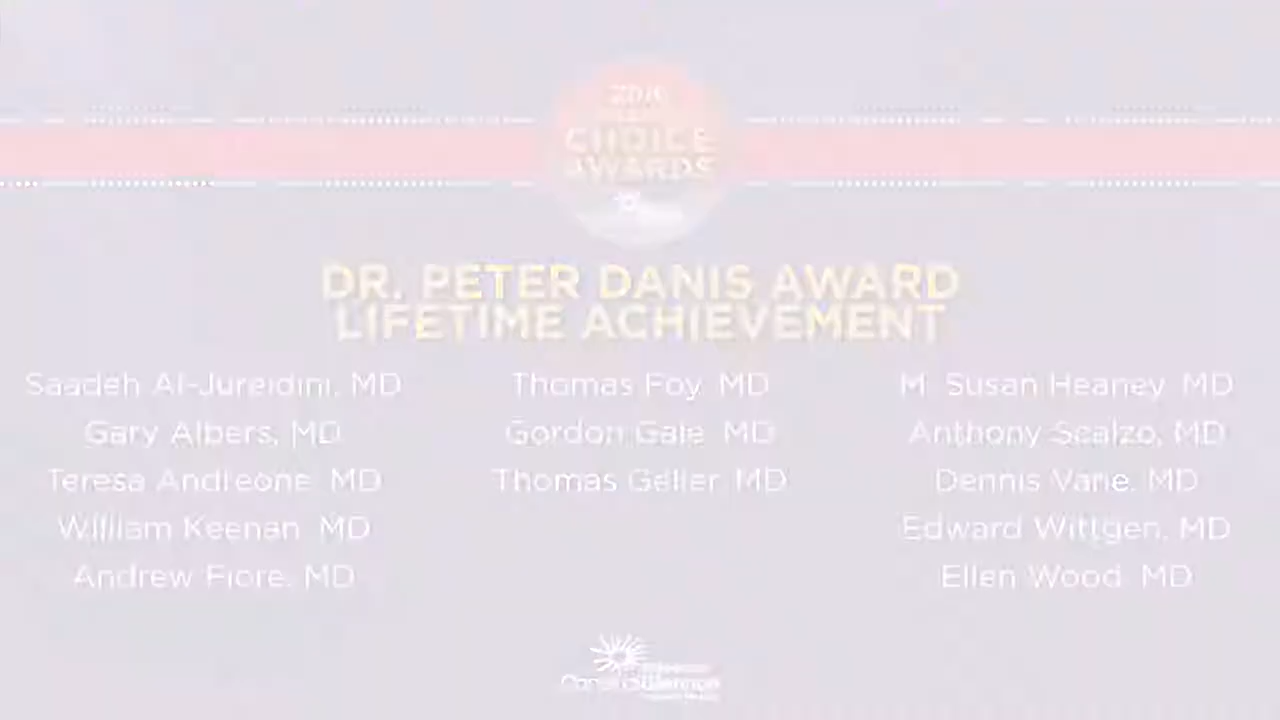 CHOICE
AWARDS
DR. PETER DANIS AWARD
LIFETIME ACHIEVEMENT
Saadeh Al-Jureidini, MD
Gary Albers, MD
Teresa Andreone, MD
William Keenan, MD
Andrew Fiore, MD
Thomas Foy, MD
Gordon Gale, MD
Thomas Geller, MD
M. Susan Heaney, MD
Anthony Scalzo, MD
Dennis Vane, MD
Edward Wittgen, MD
Ellen Wood, MD
Cardinal Glennon